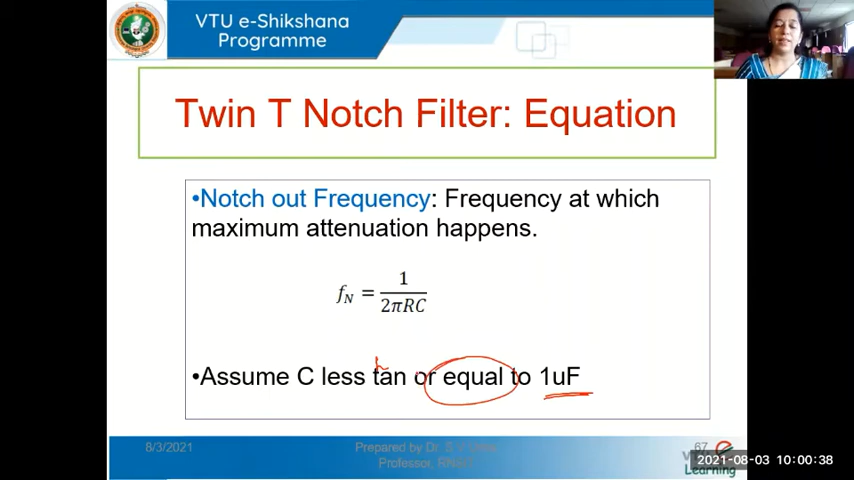 VTU e-Shikshana
Programme
Twin T Notch Filter: Equation
•Notch out Frequency: Frequency at which
maximum attenuation happens.
f_N = 1 / 2πRC
h
•Assume C less tan or equal to 1uF
8/3/2021
Prepared by Dr. S
Professor,
67
2021-08-03 10:00:38
Learning